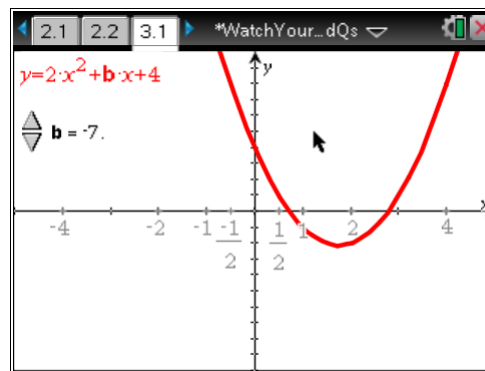 2.1 2.2 3.1 *WatchYour…dQs
y=2·x²+b·x+4
y
b = -7.
x
-4 -2 -1 -1/2 1/2 1 2 4